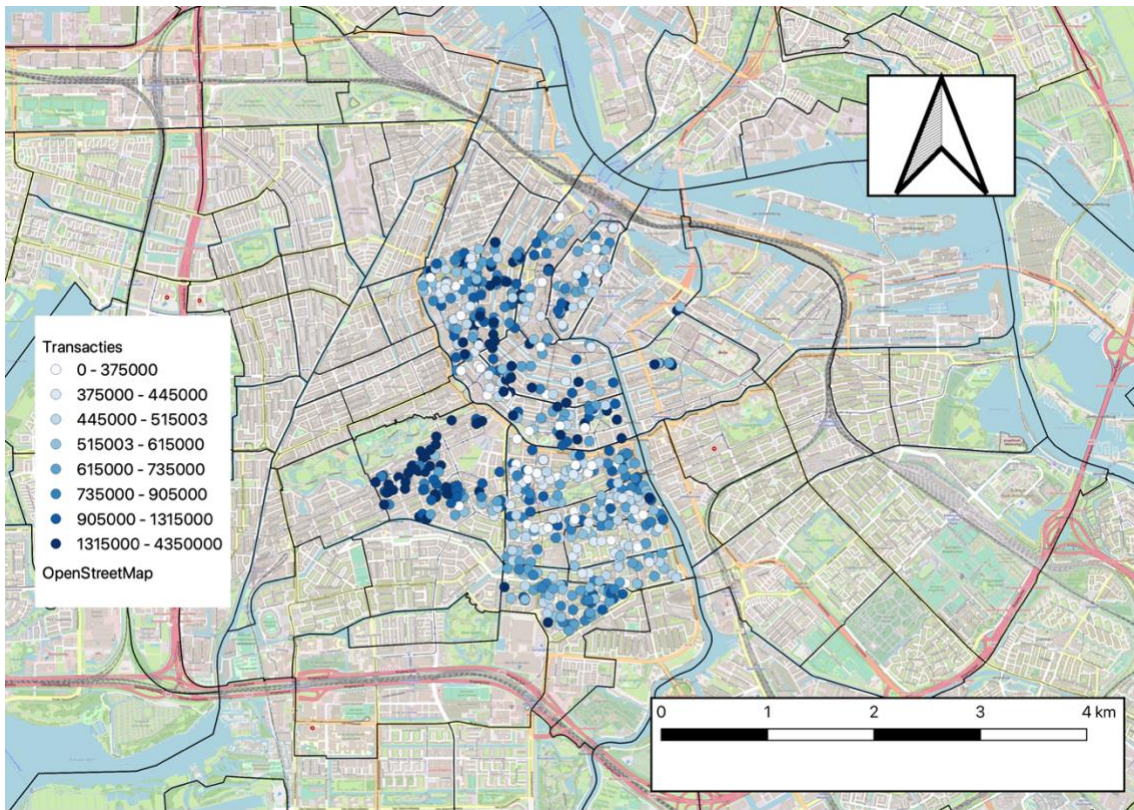 Transacties
0 - 375000
375000 - 445000
445000 - 515003
515003 - 615000
615000 - 735000
735000 - 905000
905000 - 1315000
1315000 - 4350000
OpenStreetMap
0 1 2 3 4 km